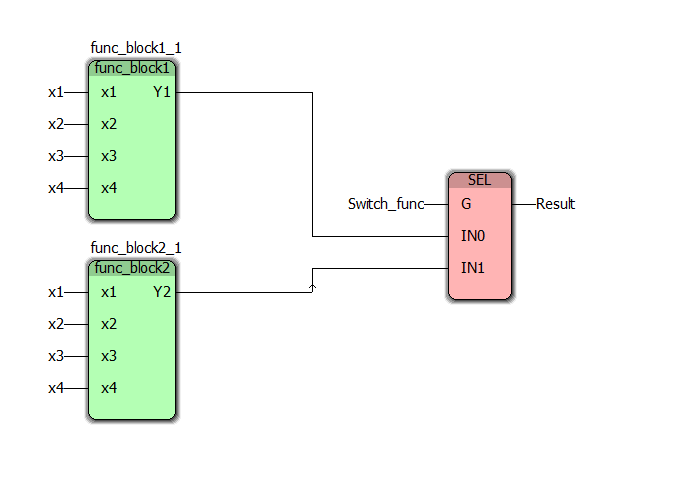 func_block1_1
func_block1
x1 x1 Y1
x2 x2
x3 x3
x4 x4
SEL
Switch_func G Result
IN0
IN1
func_block2_1
func_block2
x1 x1 Y2
x2 x2
x3 x3
x4 x4